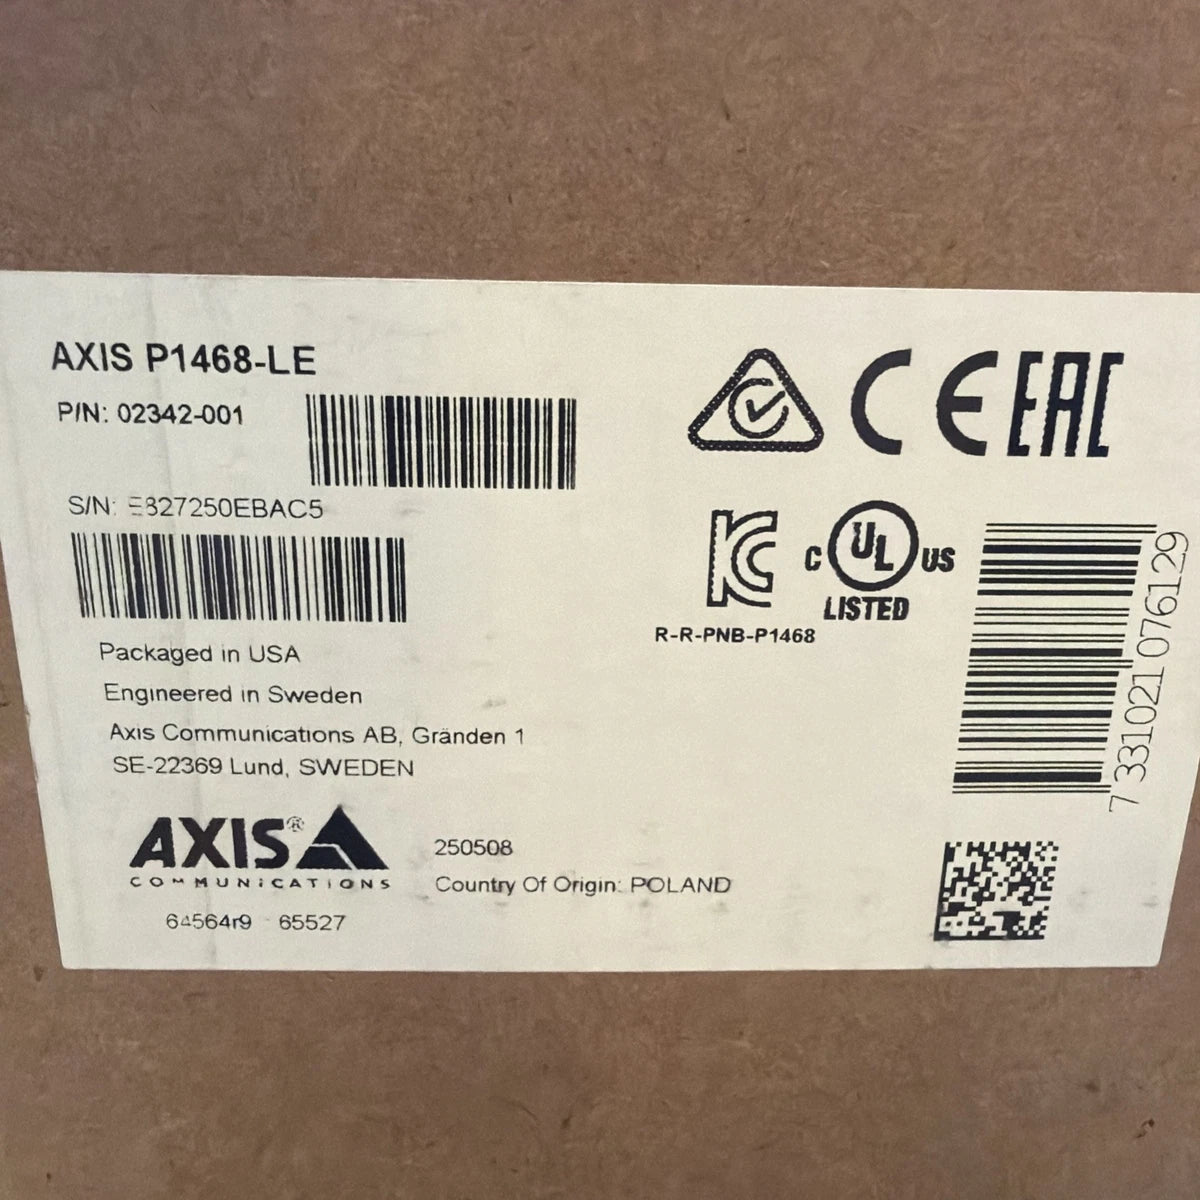 AXIS P1468-LE
P/N: 02342-001
S/N: E827250EBAC5
Packaged in USA
Engineered in Sweden
Axis Communications AB, Gränden 1
SE-22369 Lund, SWEDEN
AXIS®
COMMUNICATIONS
64564r9 65527
250508
Country Of Origin: POLAND
CE EAC
KC
C UL US
LISTED
R-R-PNB-P1468
7 331021 076129